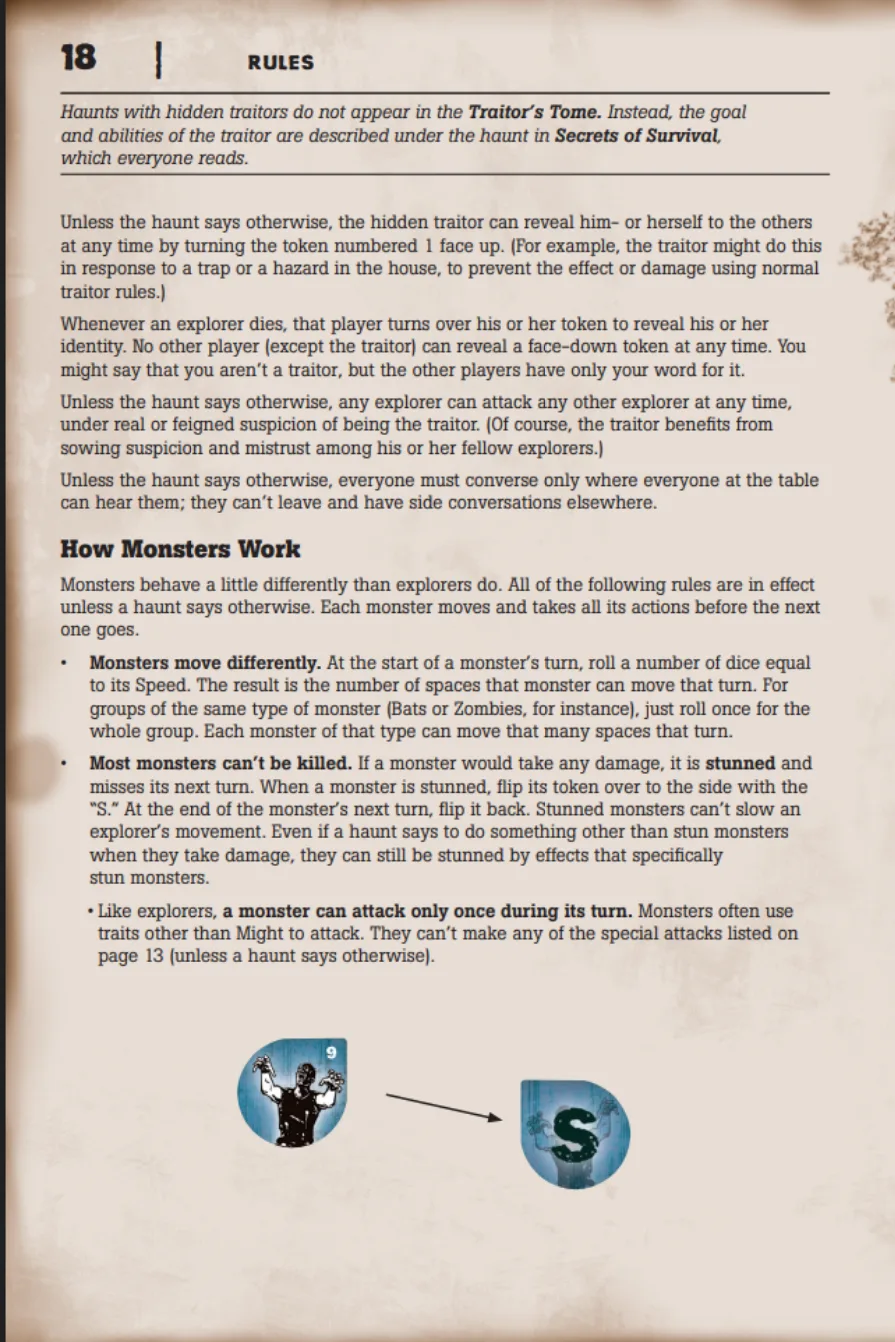 18 | RULES
Haunts with hidden traitors do not appear in the Traitor's Tome. Instead, the goal
and abilities of the traitor are described under the haunt in Secrets of Survival,
which everyone reads.
Unless the haunt says otherwise, the hidden traitor can reveal him- or herself to the others
at any time by turning the token numbered 1 face up. (For example, the traitor might do this
in response to a trap or a hazard in the house, to prevent the effect or damage using normal
traitor rules.)
Whenever an explorer dies, that player turns over his or her token to reveal his or her
identity. No other player (except the traitor) can reveal a face-down token at any time. You
might say that you aren't a traitor, but the other players have only your word for it.
Unless the haunt says otherwise, any explorer can attack any other explorer at any time,
under real or feigned suspicion of being the traitor. (Of course, the traitor benefits from
sowing suspicion and mistrust among his or her fellow explorers.)
Unless the haunt says otherwise, everyone must converse only where everyone at the table
can hear them; they can't leave and have side conversations elsewhere.
How Monsters Work
Monsters behave a little differently than explorers do. All of the following rules are in effect
unless a haunt says otherwise. Each monster moves and takes all its actions before the next
one goes.
• Monsters move differently. At the start of a monster's turn, roll a number of dice equal
to its Speed. The result is the number of spaces that monster can move that turn. For
groups of the same type of monster (Bats or Zombies, for instance), just roll once for the
whole group. Each monster of that type can move that many spaces that turn.
• Most monsters can't be killed. If a monster would take any damage, it is stunned and
misses its next turn. When a monster is stunned, flip its token over to the side with the
"S." At the end of the monster's next turn, flip it back. Stunned monsters can't slow an
explorer's movement. Even if a haunt says to do something other than stun monsters
when they take damage, they can still be stunned by effects that specifically
stun monsters.
• Like explorers, a monster can attack only once during its turn. Monsters often use
traits other than Might to attack. They can't make any of the special attacks listed on
page 13 (unless a haunt says otherwise).
9
S